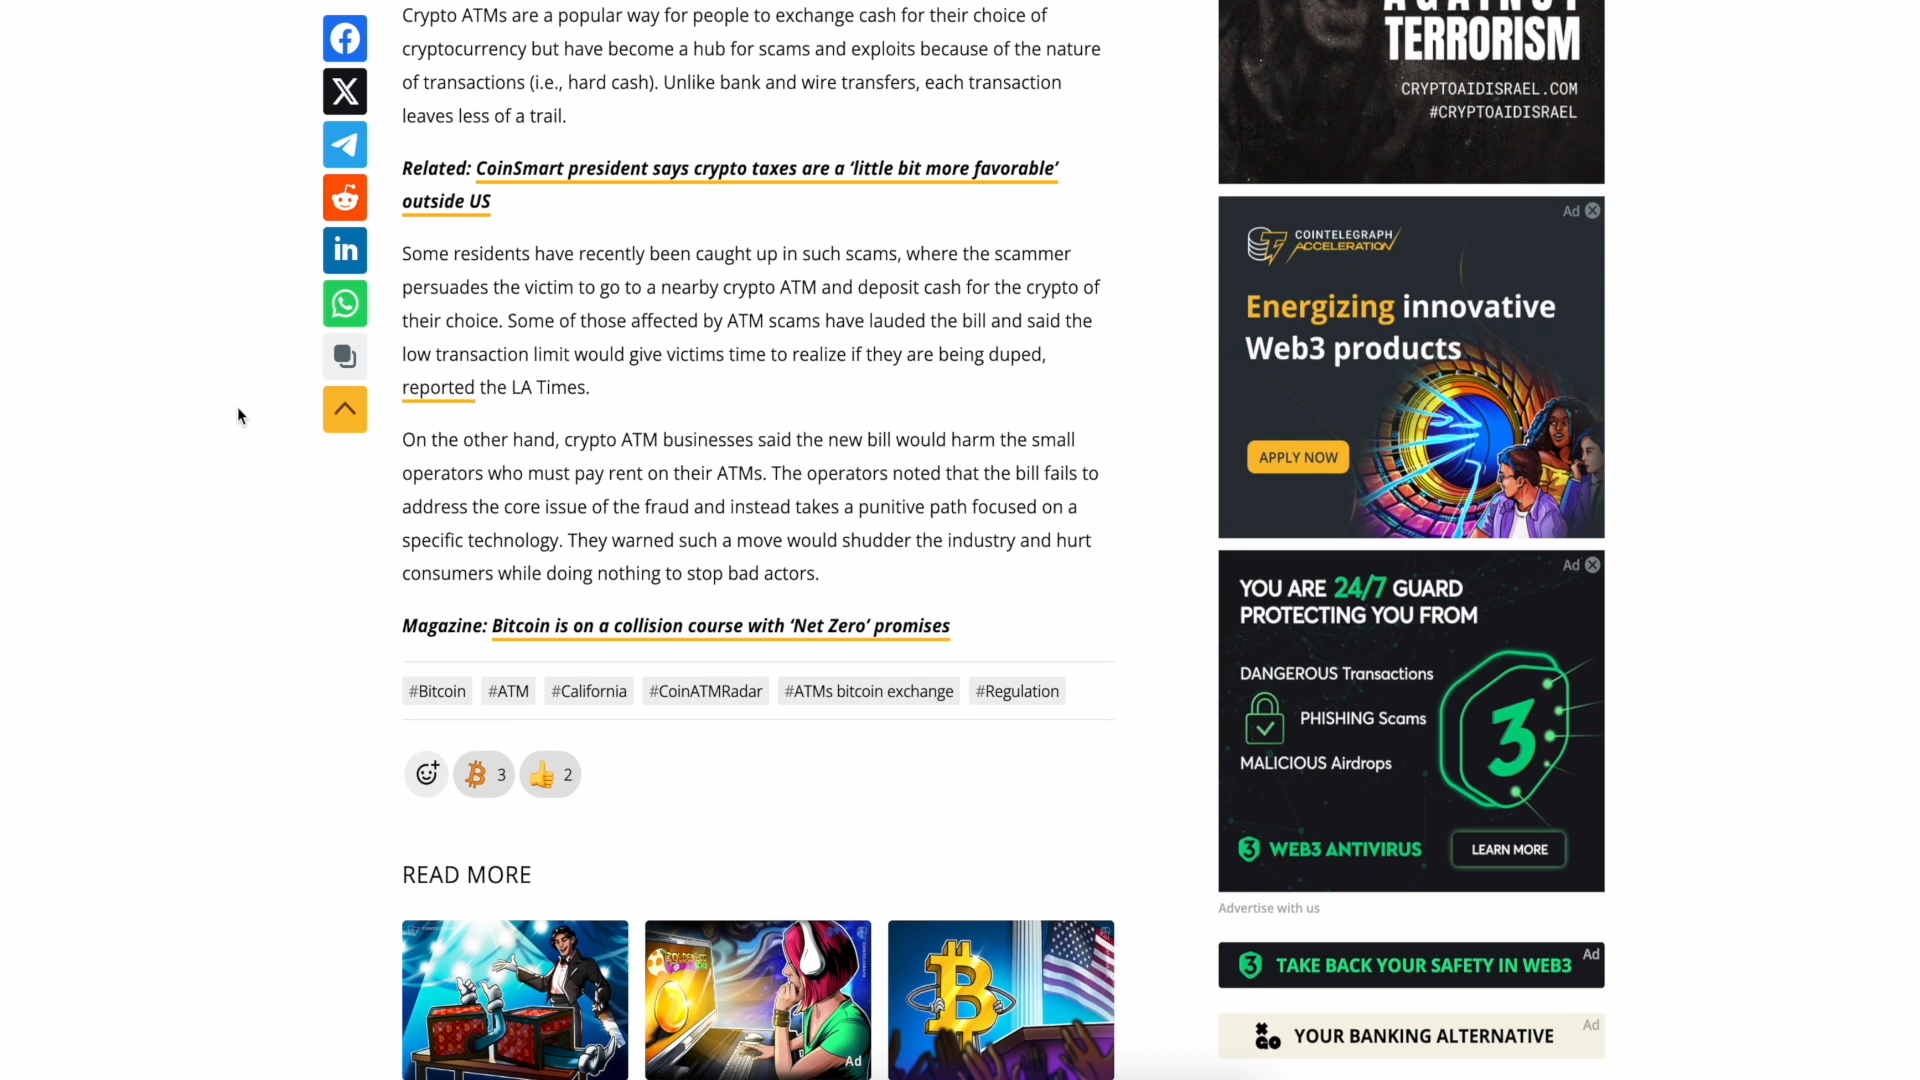 Crypto ATMs are a popular way for people to exchange cash for their choice of
cryptocurrency but have become a hub for scams and exploits because of the nature
of transactions (i.e., hard cash). Unlike bank and wire transfers, each transaction
leaves less of a trail.
Related: CoinSmart president says crypto taxes are a ‘little bit more favorable’
outside US
Some residents have recently been caught up in such scams, where the scammer
persuades the victim to go to a nearby crypto ATM and deposit cash for the crypto of
their choice. Some of those affected by ATM scams have lauded the bill and said the
low transaction limit would give victims time to realize if they are being duped,
reported the LA Times.
On the other hand, crypto ATM businesses said the new bill would harm the small
operators who must pay rent on their ATMs. The operators noted that the bill fails to
address the core issue of the fraud and instead takes a punitive path focused on a
specific technology. They warned such a move would shudder the industry and hurt
consumers while doing nothing to stop bad actors.
Magazine: Bitcoin is on a collision course with ‘Net Zero’ promises
#Bitcoin #ATM #California #CoinATMRadar #ATMs bitcoin exchange #Regulation
3 2
READ MORE
Ad
AGAINST
TERRORISM
CRYPTOAIDISRAEL.COM
#CRYPTOAIDISRAEL
Ad
COINTELEGRAPH
ACCELERATION
Energizing innovative
Web3 products
APPLY NOW
Ad
YOU ARE 24/7 GUARD
PROTECTING YOU FROM
DANGEROUS Transactions
PHISHING Scams
MALICIOUS Airdrops
3
WEB3 ANTIVIRUS
LEARN MORE
Advertise with us
TAKE BACK YOUR SAFETY IN WEB3
Ad
YOUR BANKING ALTERNATIVE
Ad